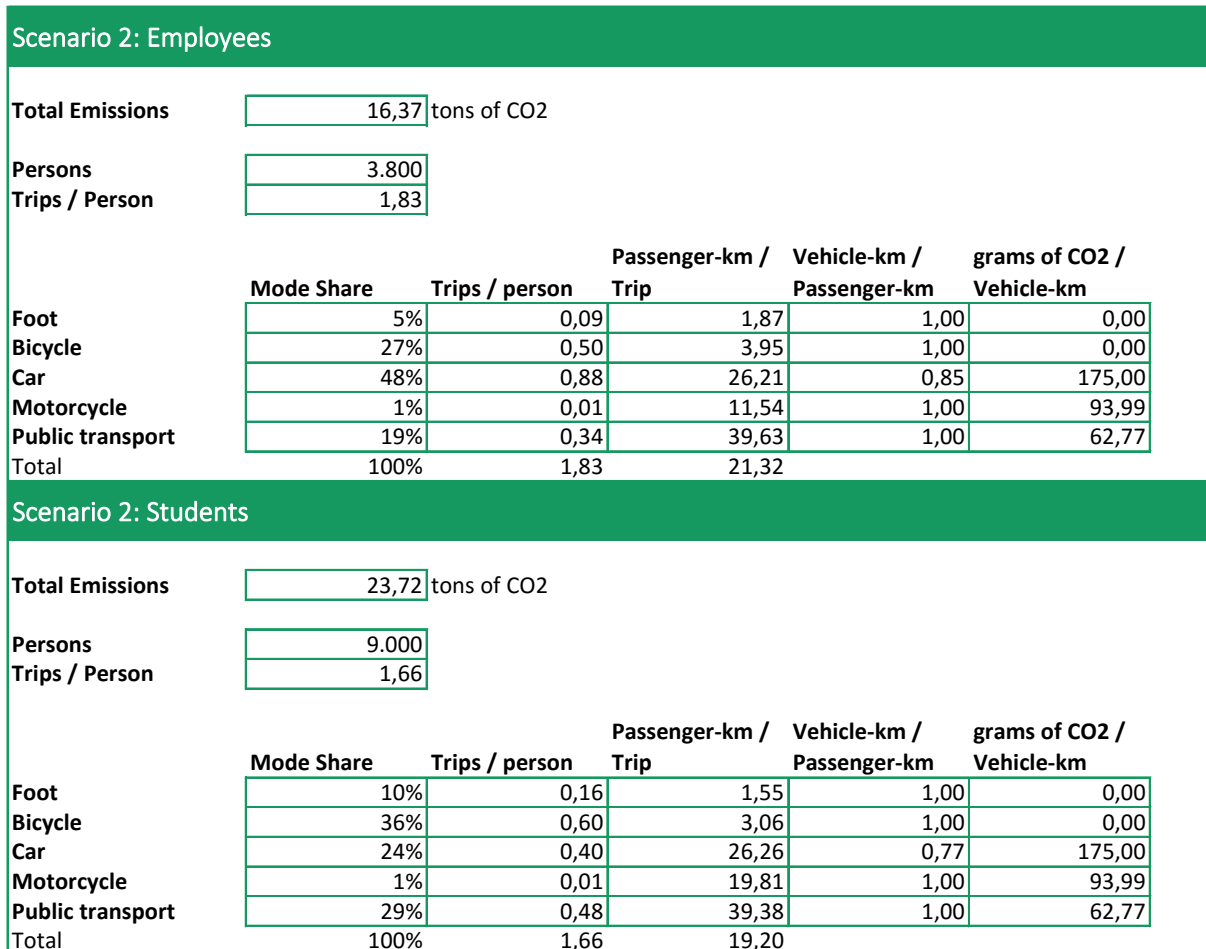 Scenario 2: Employees
Total Emissions 16,37 tons of CO2
Persons 3.800
Trips / Person 1,83
Passenger-km / Vehicle-km / grams of CO2 /
Mode Share Trips / person Trip Passenger-km Vehicle-km
Foot 5% 0,09 1,87 1,00 0,00
Bicycle 27% 0,50 3,95 1,00 0,00
Car 48% 0,88 26,21 0,85 175,00
Motorcycle 1% 0,01 11,54 1,00 93,99
Public transport 19% 0,34 39,63 1,00 62,77
Total 100% 1,83 21,32
Scenario 2: Students
Total Emissions 23,72 tons of CO2
Persons 9.000
Trips / Person 1,66
Passenger-km / Vehicle-km / grams of CO2 /
Mode Share Trips / person Trip Passenger-km Vehicle-km
Foot 10% 0,16 1,55 1,00 0,00
Bicycle 36% 0,60 3,06 1,00 0,00
Car 24% 0,40 26,26 0,77 175,00
Motorcycle 1% 0,01 19,81 1,00 93,99
Public transport 29% 0,48 39,38 1,00 62,77
Total 100% 1,66 19,20